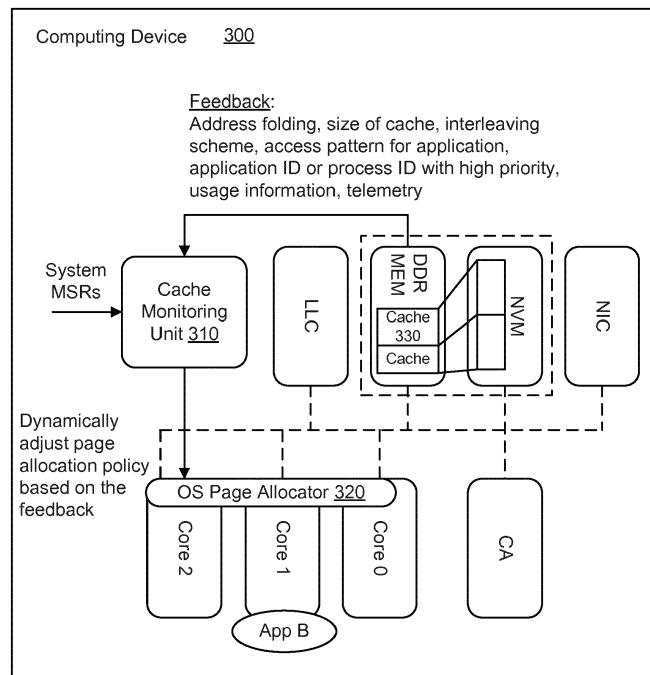 Computing Device 300
Feedback:
Address folding, size of cache, interleaving
scheme, access pattern for application,
application ID or process ID with high priority,
usage information, telemetry
System
MSRs
Cache
Monitoring
Unit 310
LLC
DDR
MEM
Cache
330
Cache
NVM
NIC
Dynamically
adjust page
allocation policy
based on the
feedback
OS Page Allocator 320
Core 2
Core 1
Core 0
CA
App B